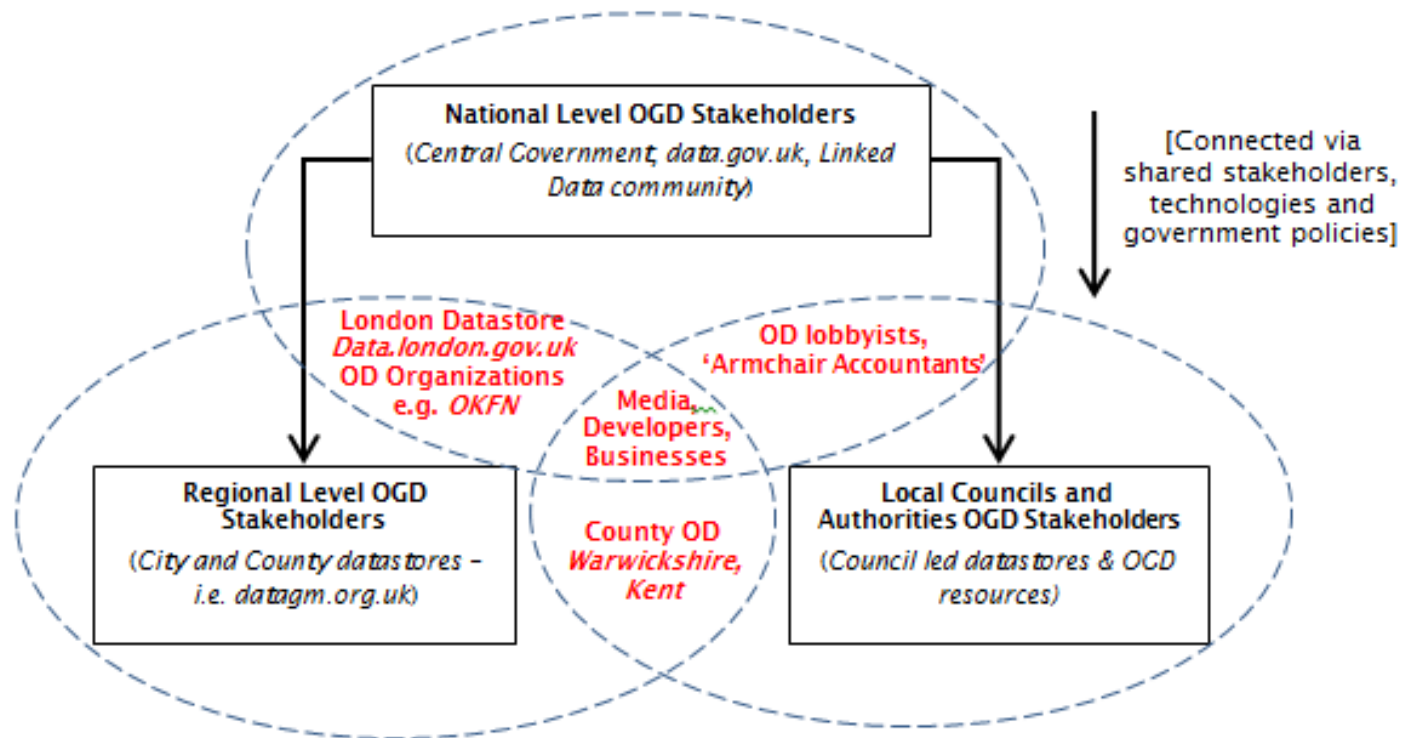 National Level OGD Stakeholders
(Central Government, data.gov.uk, Linked
Data community)
[Connected via
shared stakeholders,
technologies and
government policies]
London Datastore
Data.london.gov.uk
OD Organizations
e.g. OKFN
OD lobbyists,
‘Armchair Accountants’
Media,
Developers,
Businesses
Regional Level OGD
Stakeholders
(City and County datastores –
i.e. datagm.org.uk)
County OD
Warwickshire,
Kent
Local Councils and
Authorities OGD Stakeholders
(Council led datastores & OGD
resources)